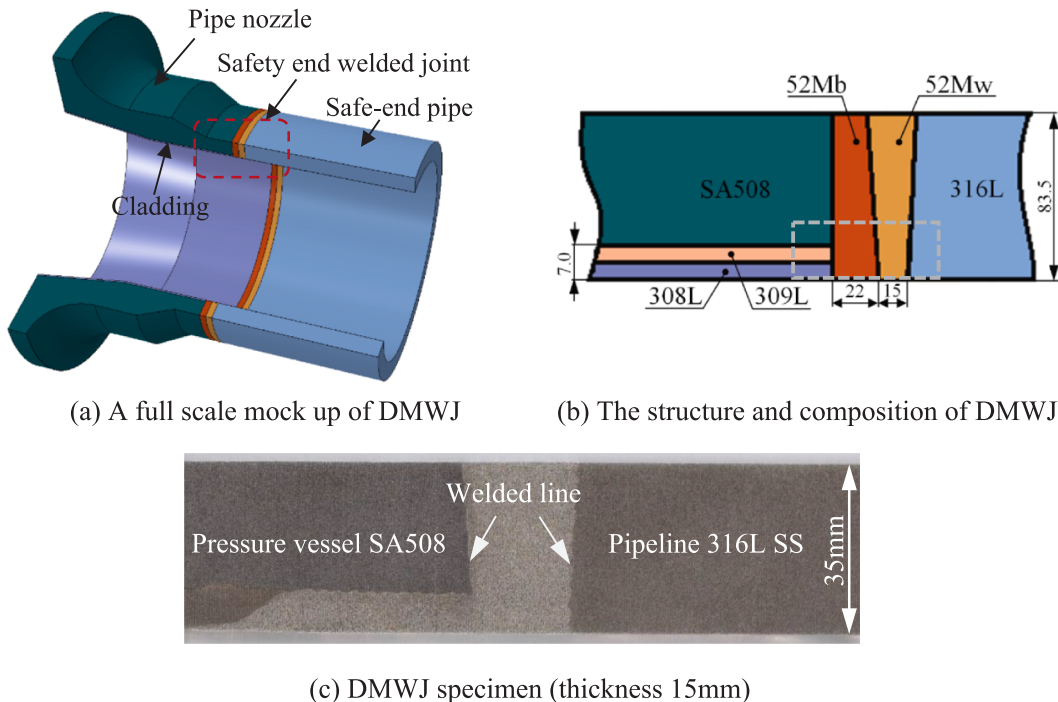 Pipe nozzle
Safety end welded joint
Safe-end pipe
Cladding
(a) A full scale mock up of DMWJ
52Mb
52Mw
SA508
316L
83.5
7.0
308L
309L
22
15
(b) The structure and composition of DMWJ
Welded line
Pressure vessel SA508
Pipeline 316L SS
35mm
(c) DMWJ specimen (thickness 15mm)